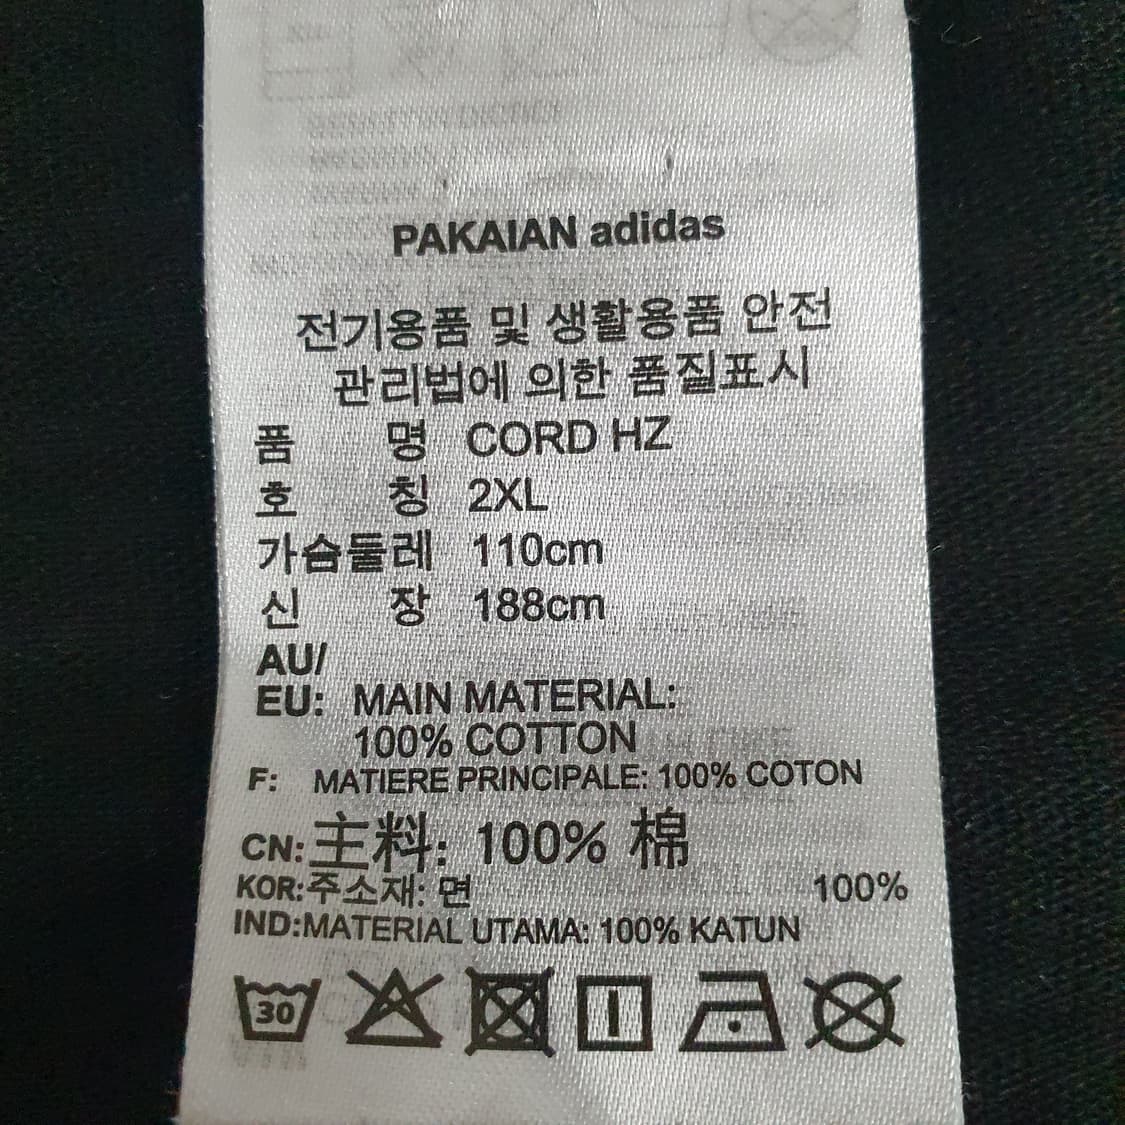 PAKAIAN adidas
전기용품 및 생활용품 안전
관리법에 의한 품질표시
품 명 CORD HZ
호 칭 2XL
가슴둘레 110cm
신 장 188cm
AU/
EU: MAIN MATERIAL:
100% COTTON
F: MATIERE PRINCIPALE: 100% COTON
CN: 主料: 100% 棉
KOR:주소재: 면 100%
IND:MATERIAL UTAMA: 100% KATUN
30